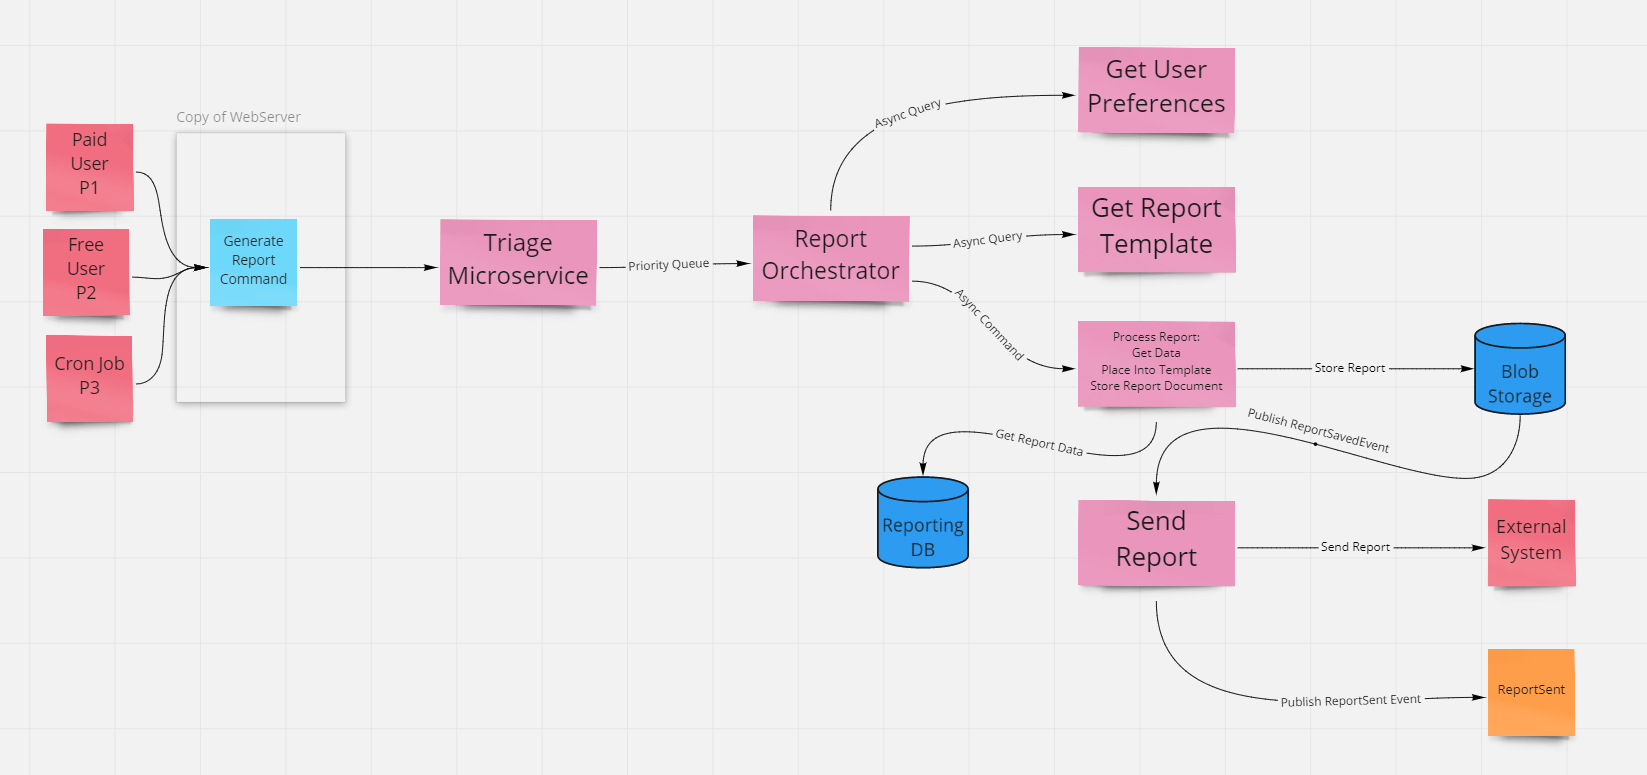 Copy of WebServer
Paid
User
P1
Free
User
P2
Cron Job
P3
Generate
Report
Command
Triage
Microservice
Priority Queue
Report
Orchestrator
Async Query
Get User
Preferences
Async Query
Get Report
Template
Async Command
Process Report:
Get Data
Place Into Template
Store Report Document
Store Report
Blob
Storage
Get Report Data
Reporting
DB
Publish ReportSavedEvent
Send
Report
Send Report
External
System
Publish ReportSent Event
ReportSent